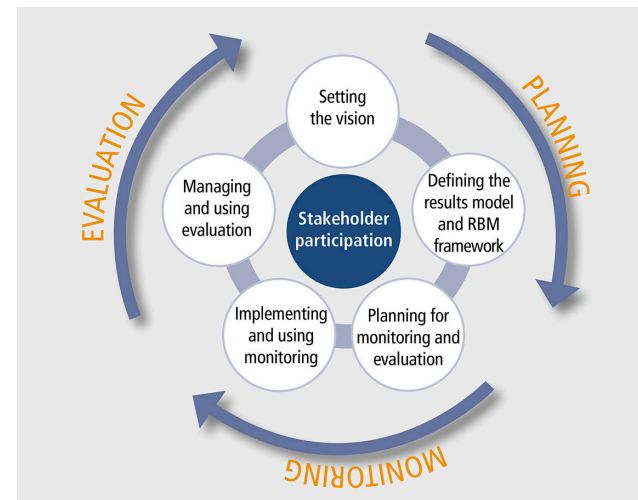 Setting
the vision
PLANNING
Defining the
results model
and RBM
framework
Planning for
monitoring and
evaluation
MONITORING
Implementing
and using
monitoring
Managing
and using
evaluation
EVALUATION
Stakeholder
participation